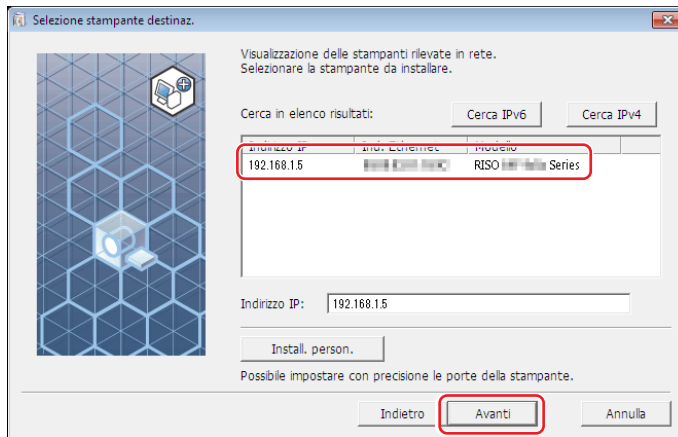 Selezione stampante destinaz.
Visualizzazione delle stampanti rilevate in rete.
Selezionare la stampante da installare.
Cerca in elenco risultati:
Cerca IPv6
Cerca IPv4
Indirizzo IP Ind. Ethernet Modello
192.168.1.5 RISO Series
Indirizzo IP: 192.168.1.5
Install. person.
Possibile impostare con precisione le porte della stampante.
Indietro
Avanti
Annulla